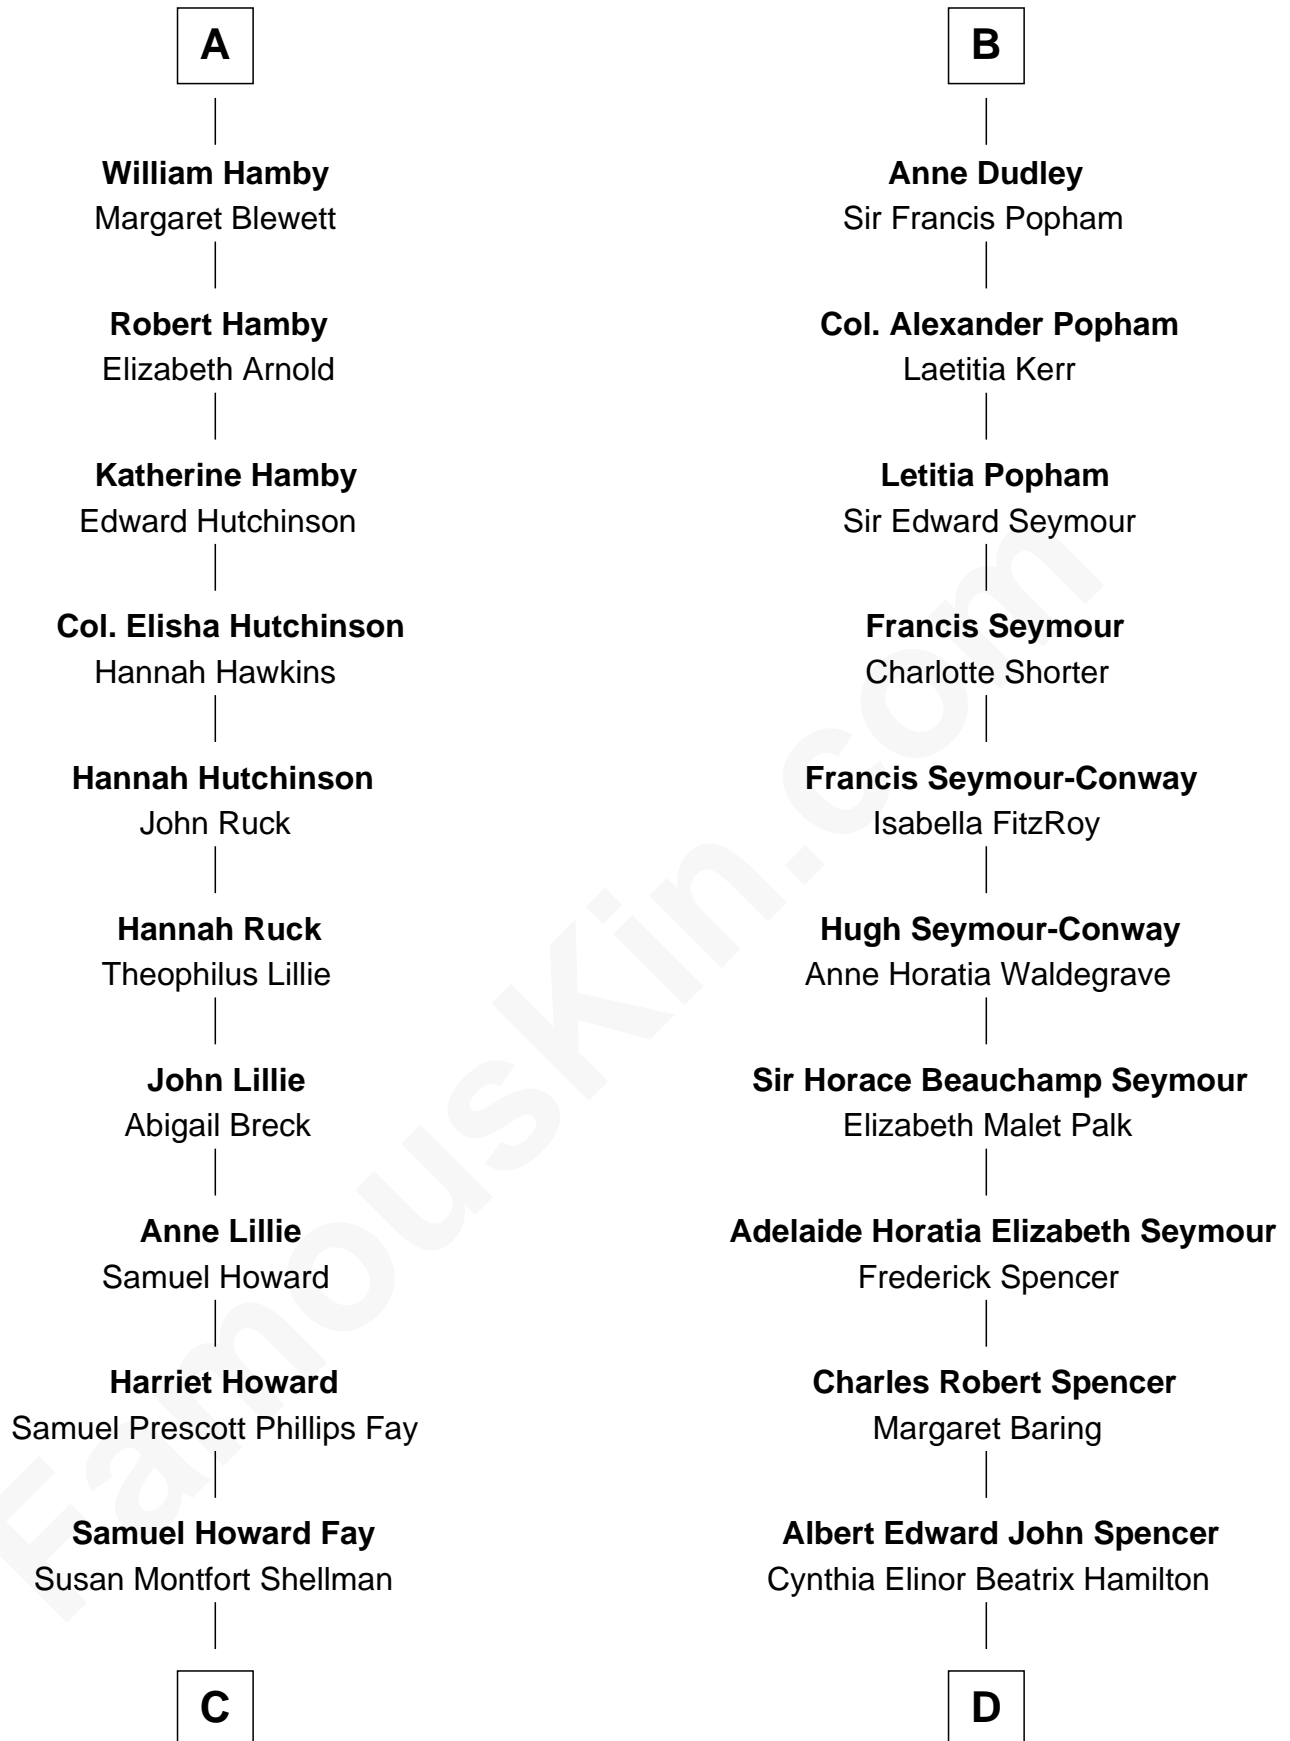 A
William Hamby
Margaret Blewett
Robert Hamby
Elizabeth Arnold
Katherine Hamby
Edward Hutchinson
Col. Elisha Hutchinson
Hannah Hawkins
Hannah Hutchinson
John Ruck
Hannah Ruck
Theophilus Lillie
John Lillie
Abigail Breck
Anne Lillie
Samuel Howard
Harriet Howard
Samuel Prescott Phillips Fay
Samuel Howard Fay
Susan Montfort Shellman
C
B
Anne Dudley
Sir Francis Popham
Col. Alexander Popham
Laetitia Kerr
Letitia Popham
Sir Edward Seymour
Francis Seymour
Charlotte Shorter
Francis Seymour-Conway
Isabella FitzRoy
Hugh Seymour-Conway
Anne Horatia Waldegrave
Sir Horace Beauchamp Seymour
Elizabeth Malet Palk
Adelaide Horatia Elizabeth Seymour
Frederick Spencer
Charles Robert Spencer
Margaret Baring
Albert Edward John Spencer
Cynthia Elinor Beatrix Hamilton
D
FamousKin.com